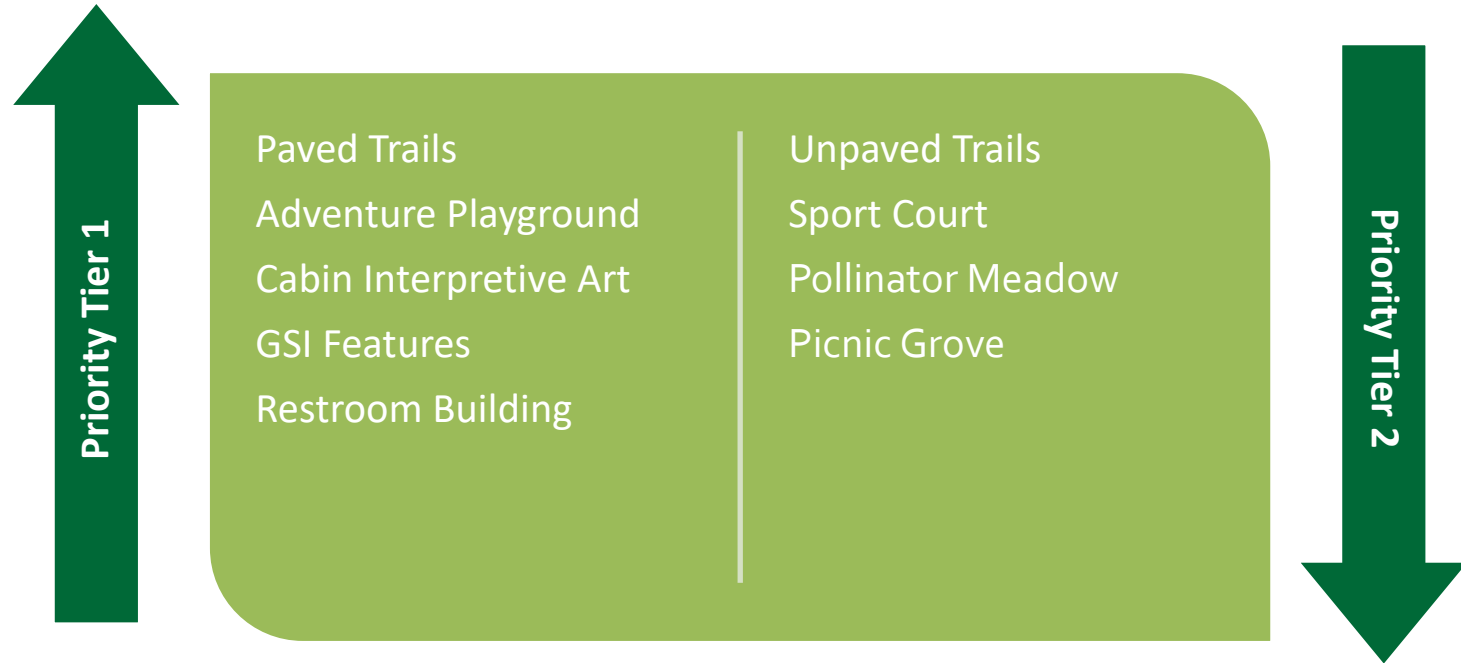 Priority Tier 1
Paved Trails
Adventure Playground
Cabin Interpretive Art
GSI Features
Restroom Building
Unpaved Trails
Sport Court
Pollinator Meadow
Picnic Grove
Priority Tier 2